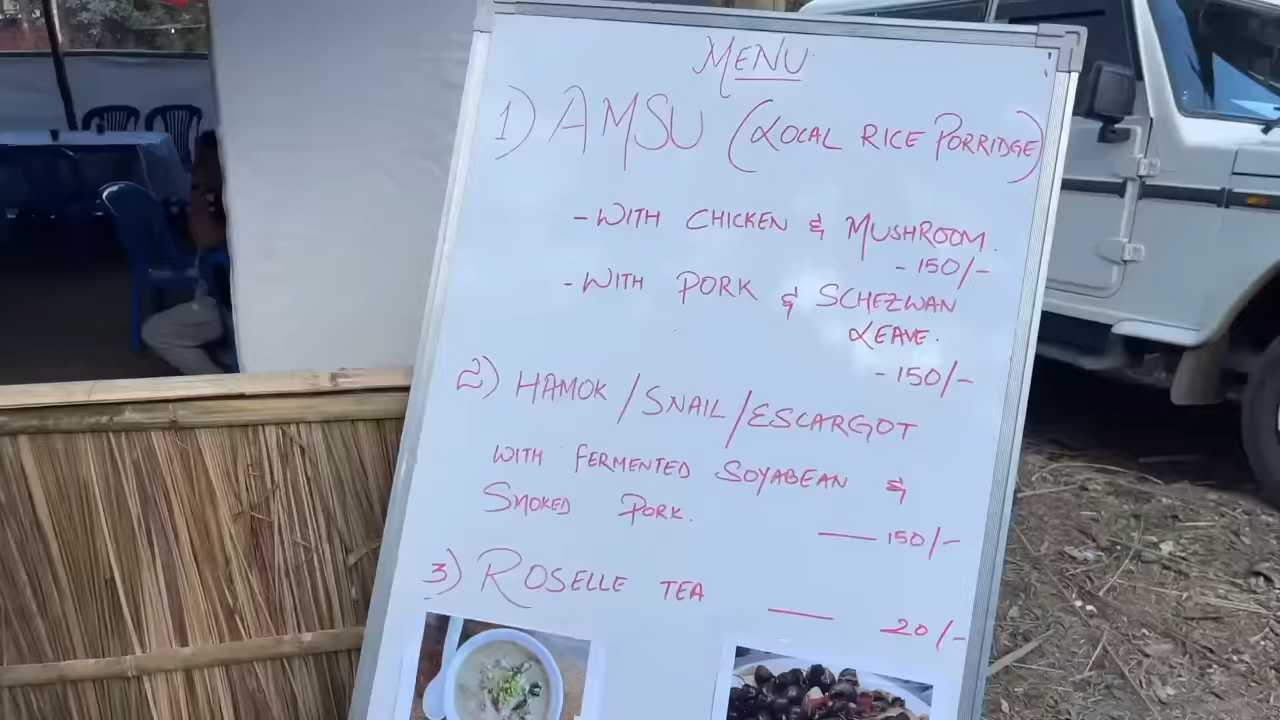 MENU
1) AMSU (LOCAL RICE PORRIDGE)
- WITH CHICKEN & MUSHROOM.
- 150/-
- WITH PORK & SCHEZWAN
LEAVE.
- 150/-
2) HAMOK / SNAIL / ESCARGOT
WITH FERMENTED SOYABEAN &
SMOKED PORK.
— 150/-
3) ROSELLE TEA
— 20/-